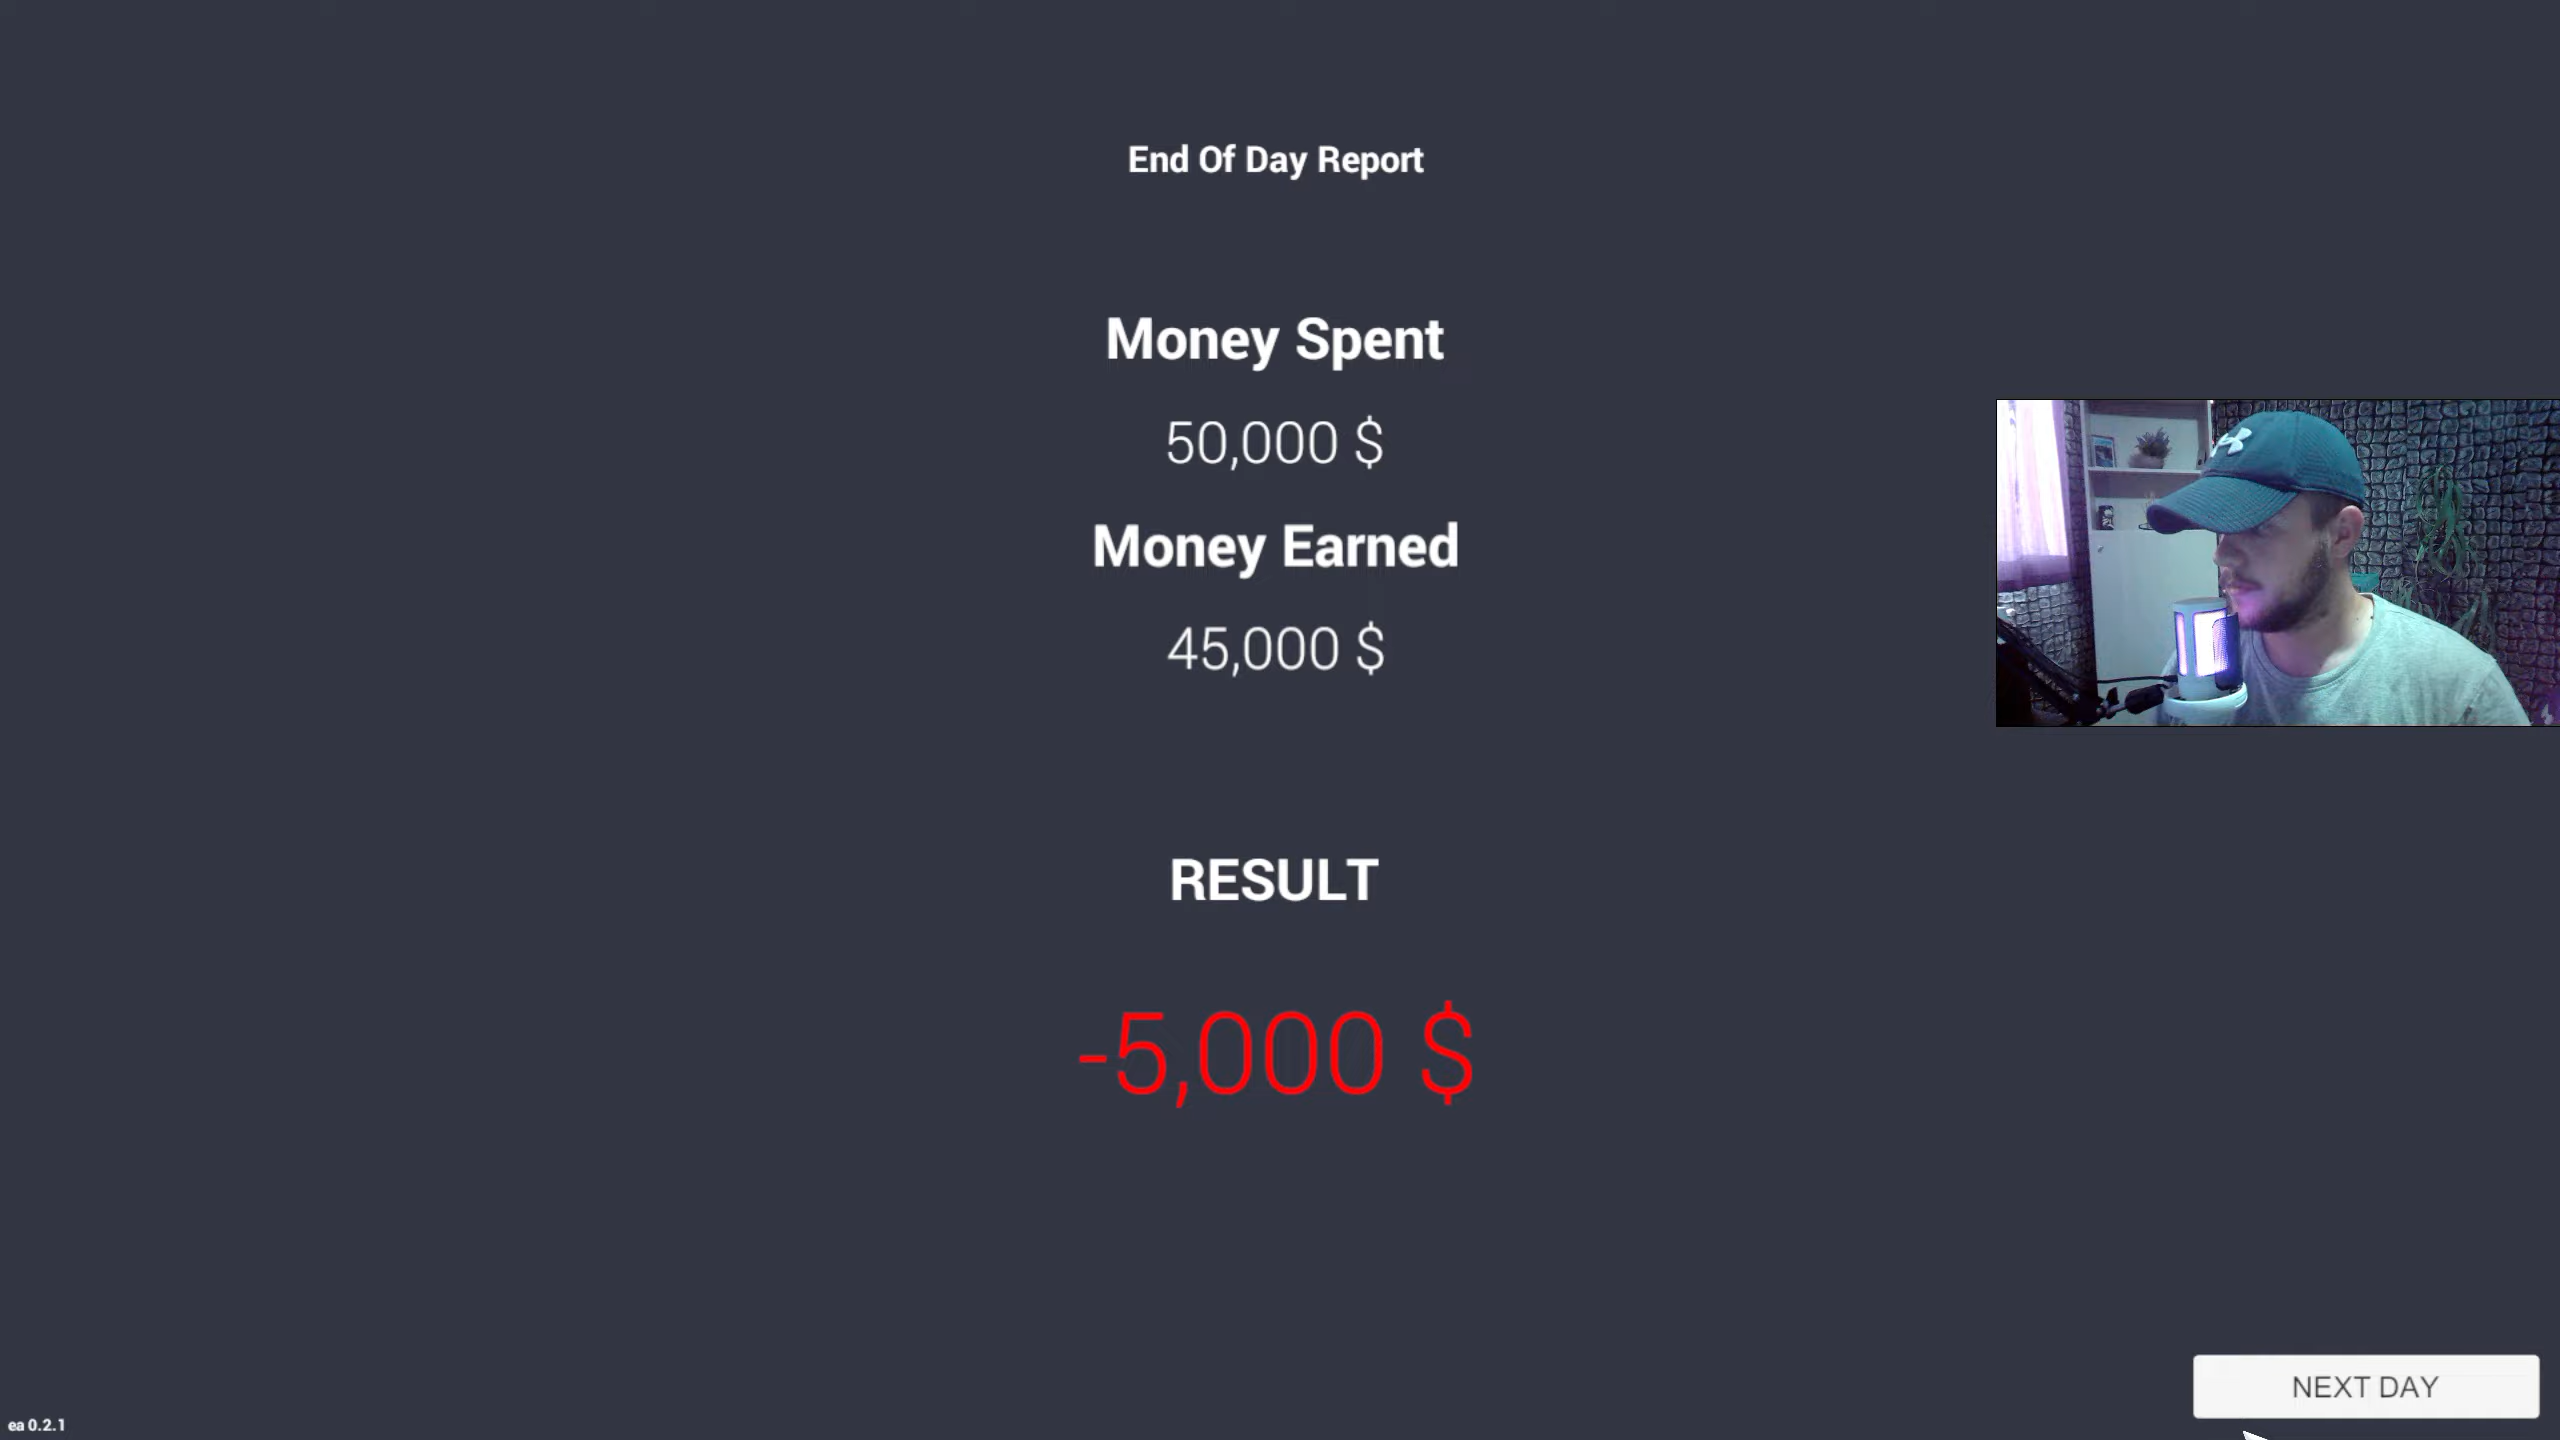 End Of Day Report
Money Spent
50,000 $
Money Earned
45,000 $
RESULT
-5,000 $
NEXT DAY
ea 0.2.1